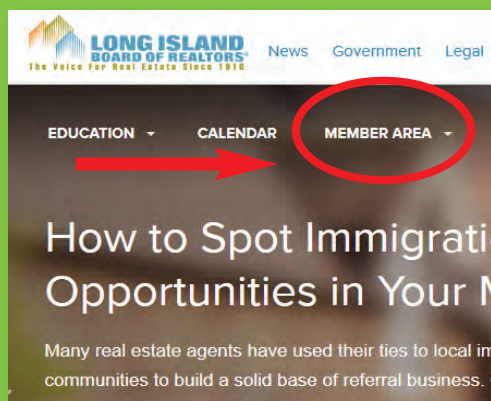 LONG ISLAND
BOARD OF REALTORS®
The Voice For Real Estate Since 1910
News Government Legal
EDUCATION CALENDAR MEMBER AREA
How to Spot Immigrati
Opportunities in Your
Many real estate agents have used their ties to local im
communities to build a solid base of referral business.